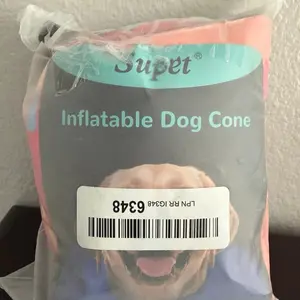 Supet®
Inflatable Dog Cone
LPN RR IG348
6348